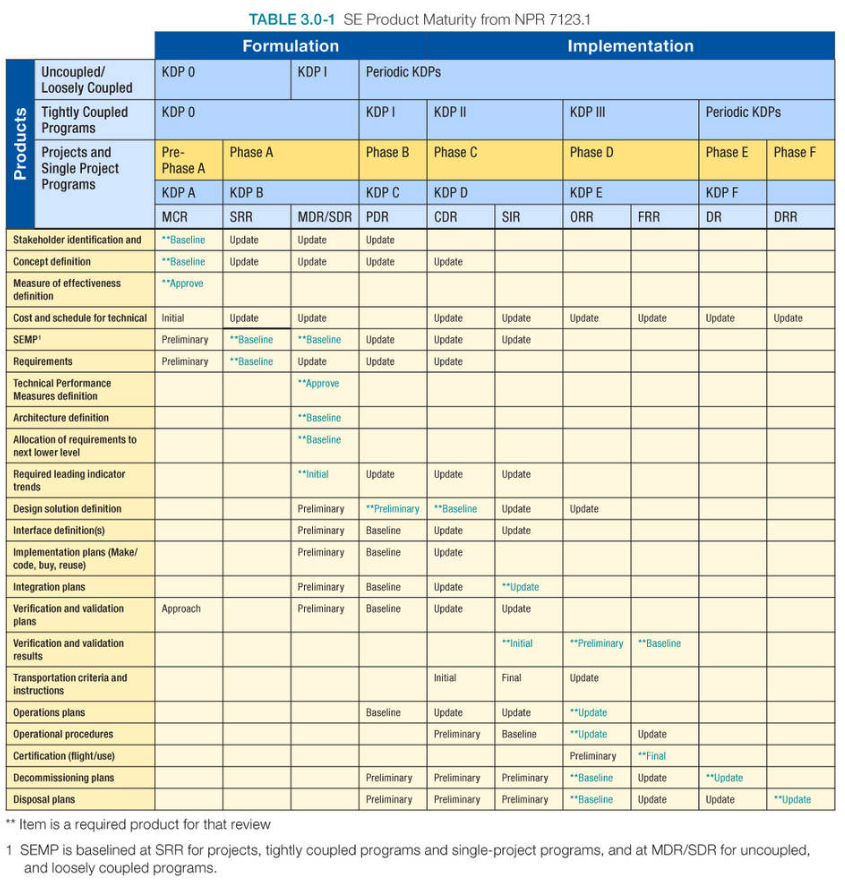 TABLE 3.0-1 SE Product Maturity from NPR 7123.1
Formulation Implementation
Products
Uncoupled/ KDP 0 KDP I Periodic KDPs
Loosely Coupled
Tightly Coupled KDP 0 KDP I KDP II KDP III Periodic KDPs
Programs
Projects and Pre- Phase A Phase B Phase C Phase D Phase E Phase F
Single Project Phase A
Programs KDP A KDP B KDP C KDP D KDP E KDP F
MCR SRR MDR/SDR PDR CDR SIR ORR FRR DR DRR
Stakeholder identification and **Baseline Update Update Update
Concept definition **Baseline Update Update Update Update
Measure of effectiveness **Approve
definition
Cost and schedule for technical Initial Update Update Update Update Update Update Update Update
SEMP¹ Preliminary **Baseline **Baseline Update Update Update
Requirements Preliminary **Baseline Update Update Update
Technical Performance **Approve
Measures definition
Architecture definition **Baseline
Allocation of requirements to **Baseline
next lower level
Required leading indicator **Initial Update Update Update
trends
Design solution definition Preliminary **Preliminary **Baseline Update Update
Interface definition(s) Preliminary Baseline Update Update
Implementation plans (Make/ Preliminary Baseline Update
code, buy, reuse)
Integration plans Preliminary Baseline Update **Update
Verification and validation Approach Preliminary Baseline Update Update
plans
Verification and validation **Initial **Preliminary **Baseline
results
Transportation criteria and Initial Final Update
instructions
Operations plans Baseline Update Update **Update
Operational procedures Preliminary Baseline **Update Update
Certification (flight/use) Preliminary **Final
Decommissioning plans Preliminary Preliminary Preliminary **Baseline Update **Update
Disposal plans Preliminary Preliminary Preliminary **Baseline Update Update **Update
** Item is a required product for that review
1 SEMP is baselined at SRR for projects, tightly coupled programs and single-project programs, and at MDR/SDR for uncoupled,
and loosely coupled programs.